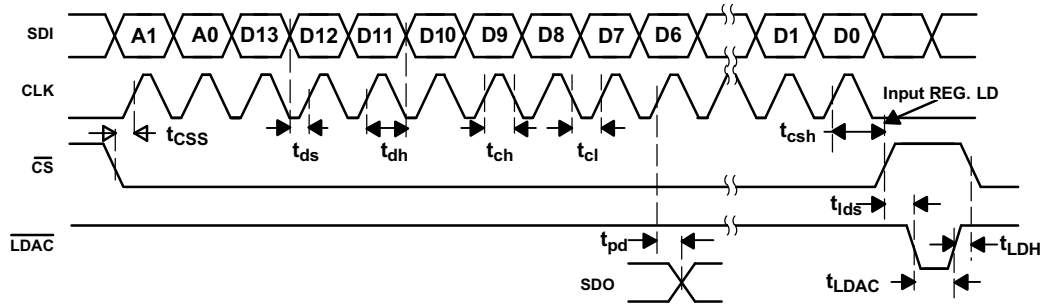 SDI A1 A0 D13 D12 D11 D10 D9 D8 D7 D6 D1 D0
CLK
Input REG. LD
tCSS tds tdh tch tcl tcsh
CS
tlds
LDAC
tpd tLDH
SDO tLDAC